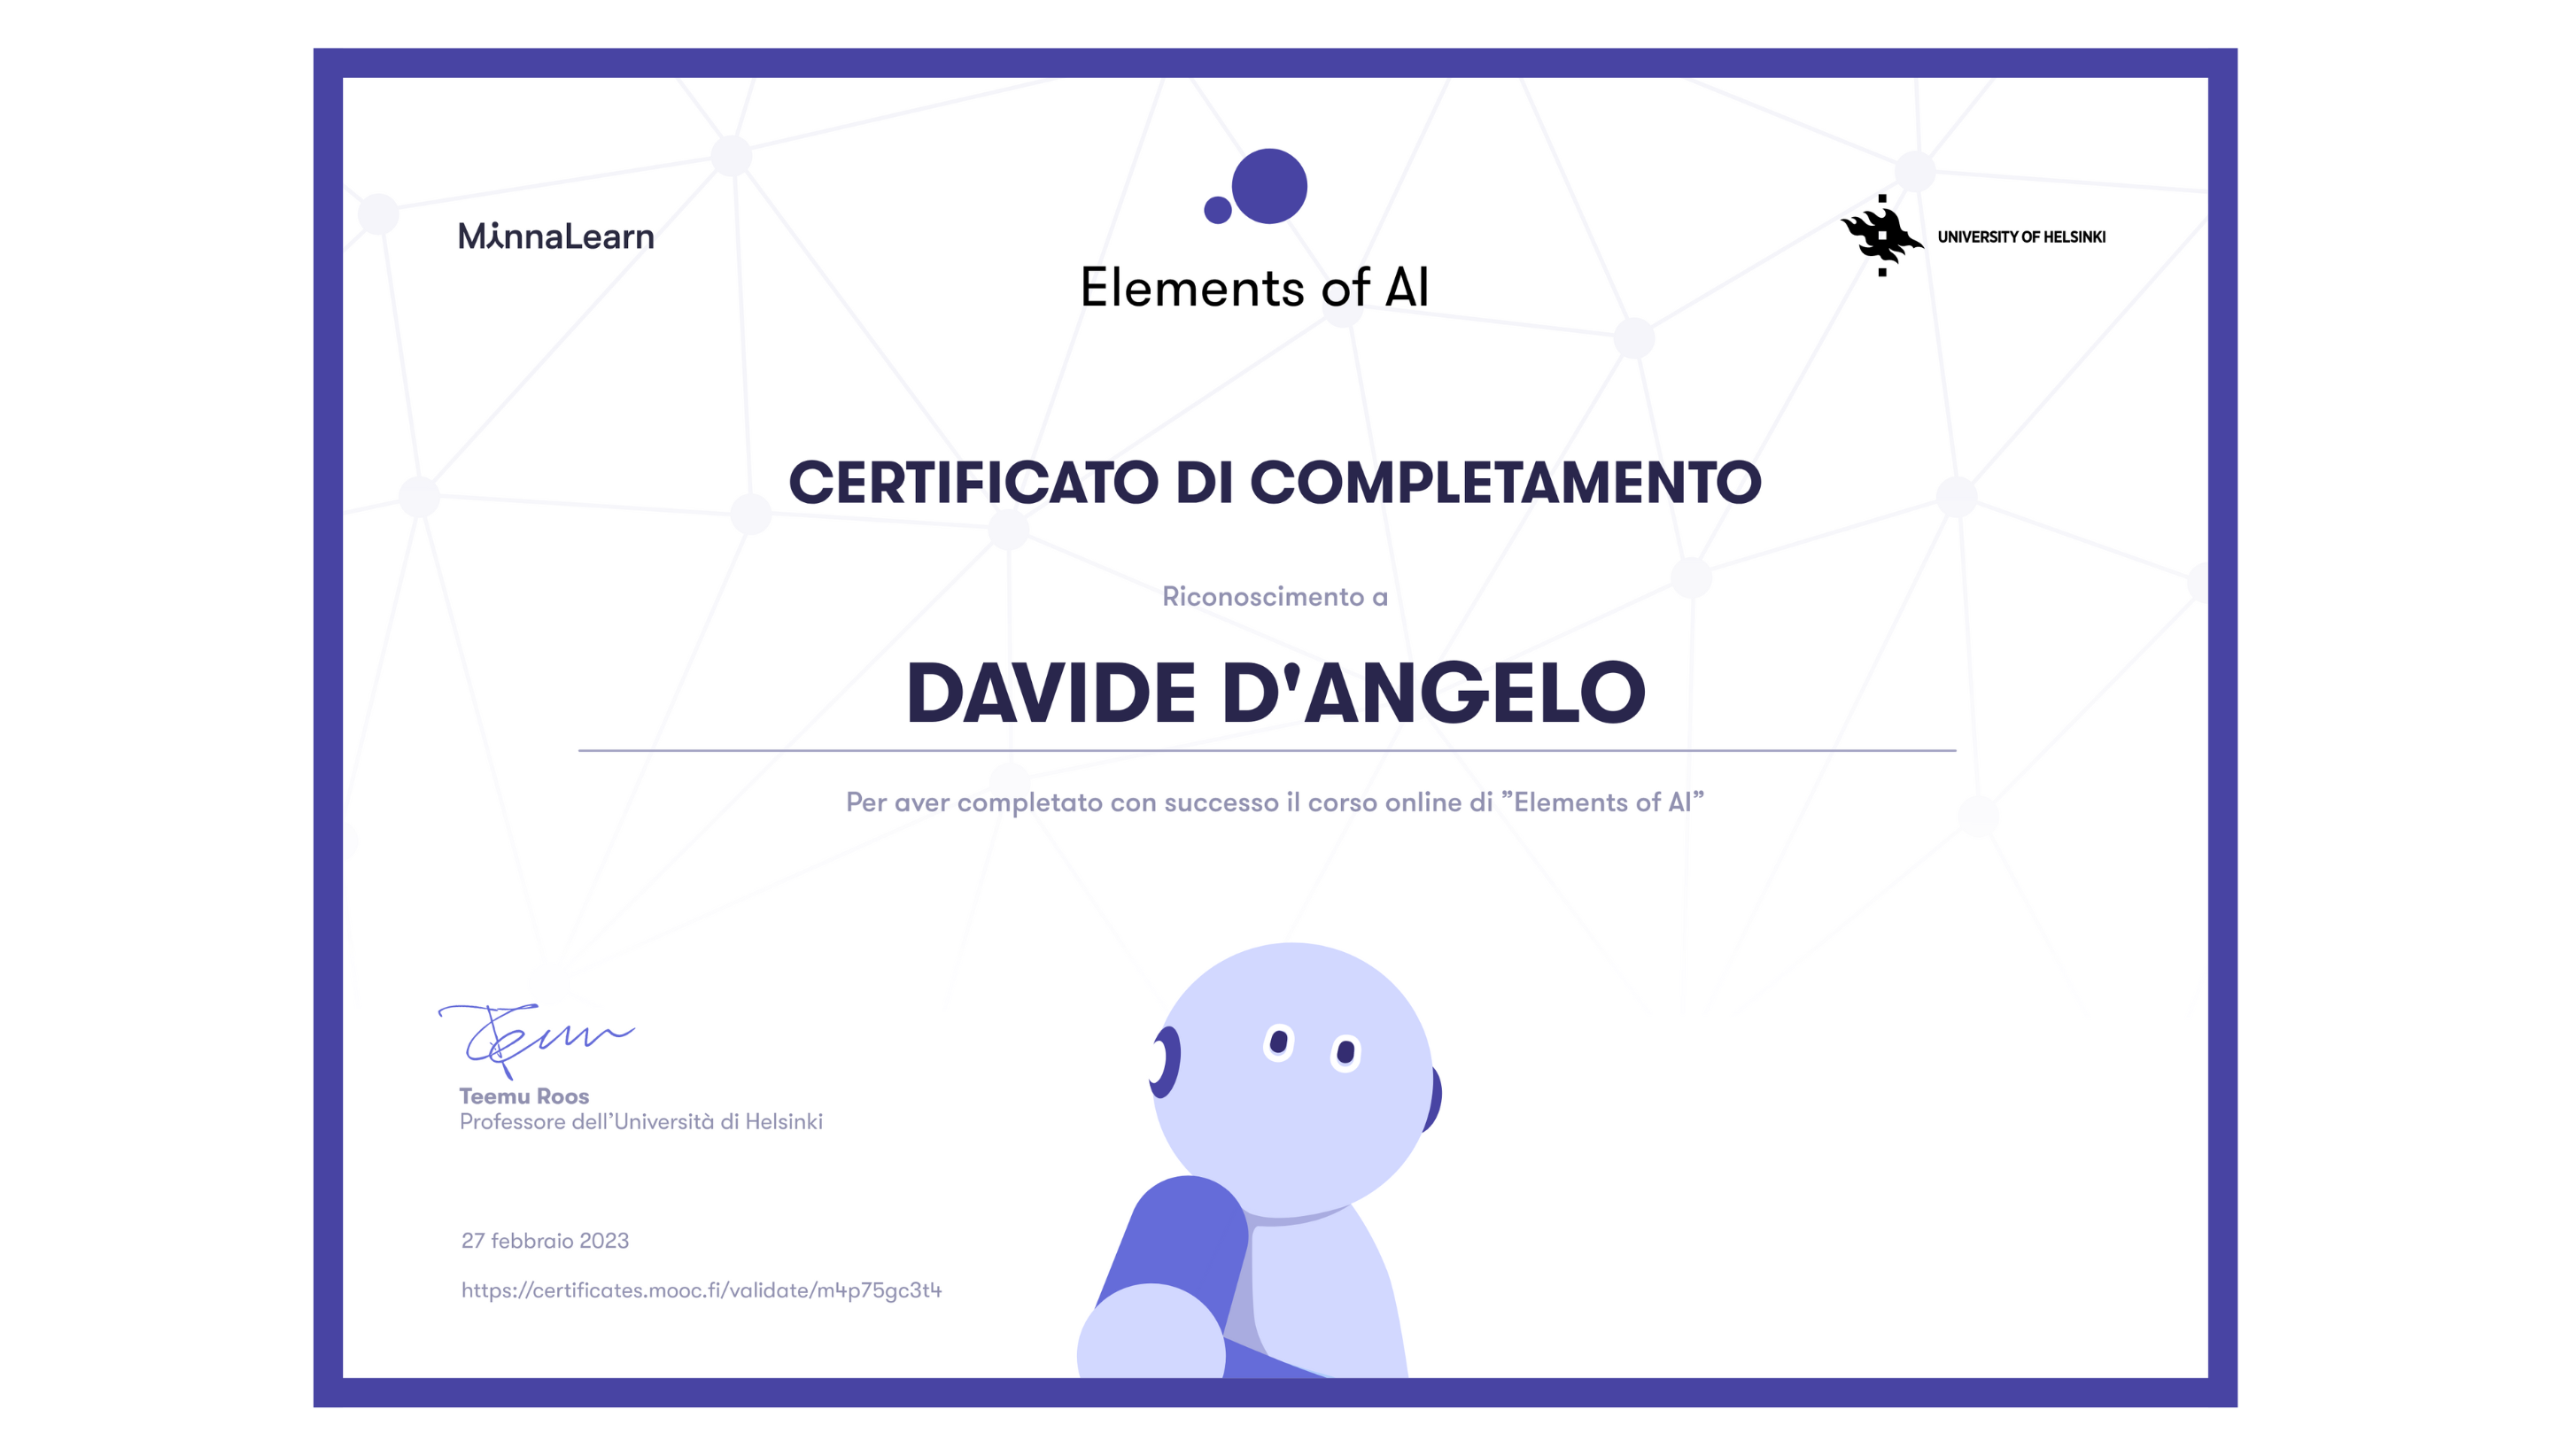 MinnaLearn
Elements of AI
UNIVERSITY OF HELSINKI
CERTIFICATO DI COMPLETAMENTO
Riconoscimento a
DAVIDE D'ANGELO
Per aver completato con successo il corso online di ”Elements of AI”
Teemu
Teemu Roos
Professore dell’Università di Helsinki
27 febbraio 2023
https://certificates.mooc.fi/validate/m4p75gc3t4